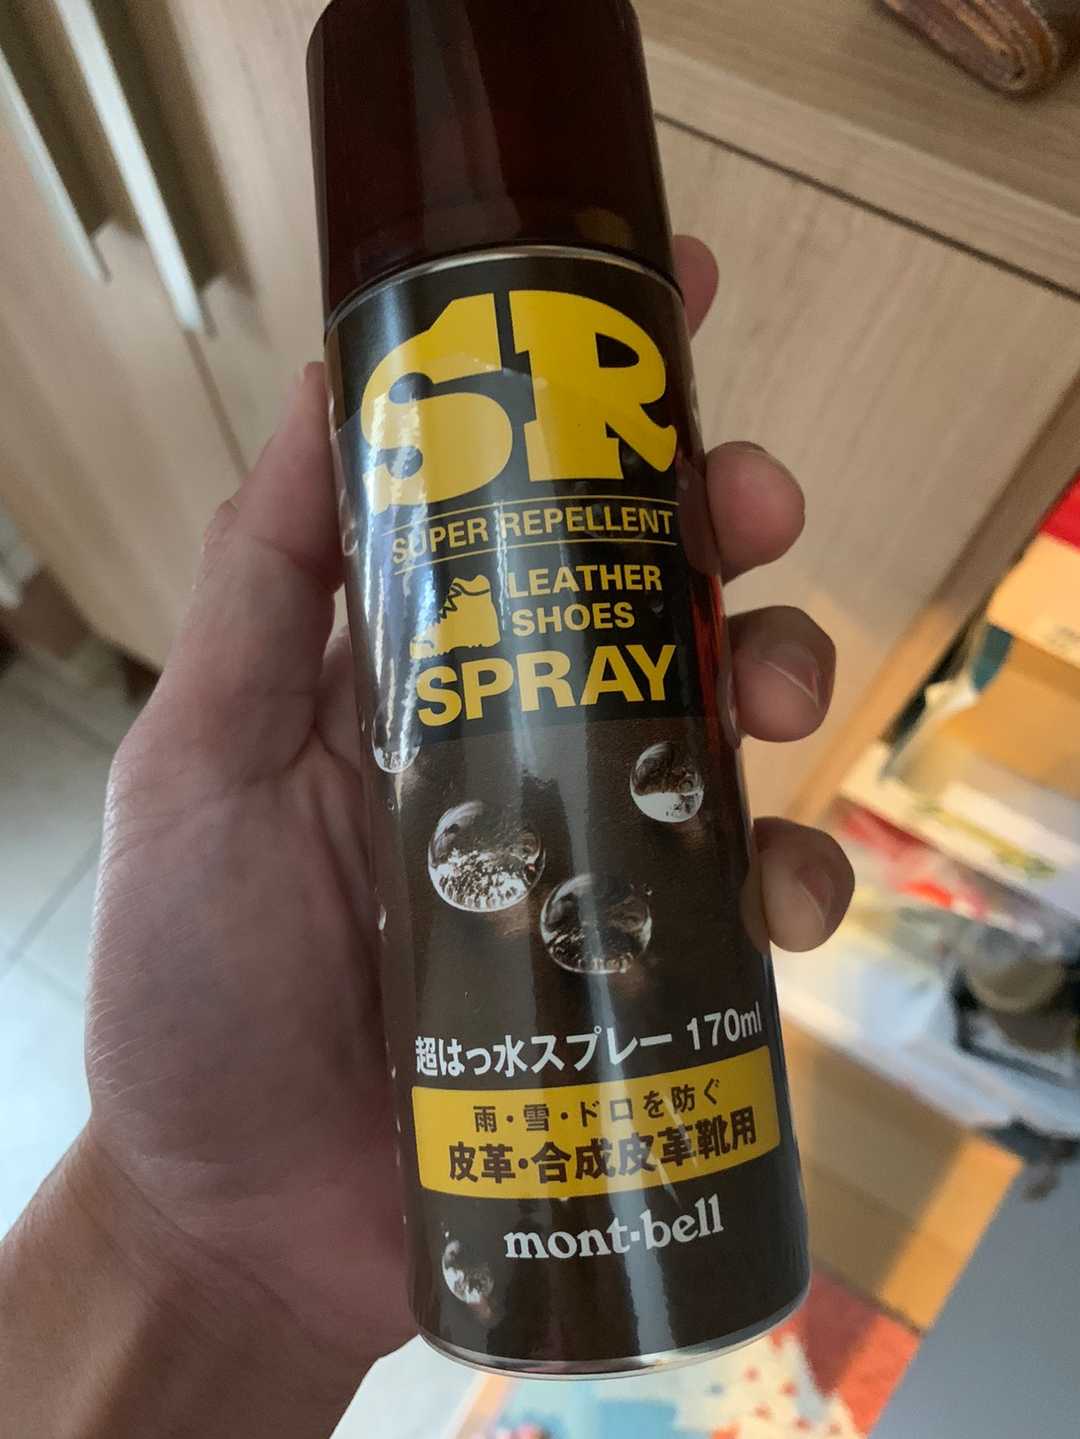 SR
SUPER REPELLENT
LEATHER
SHOES
SPRAY
超はっ水スプレー 170ml
雨・雪・ドロを防ぐ
皮革・合成皮革靴用
mont-bell